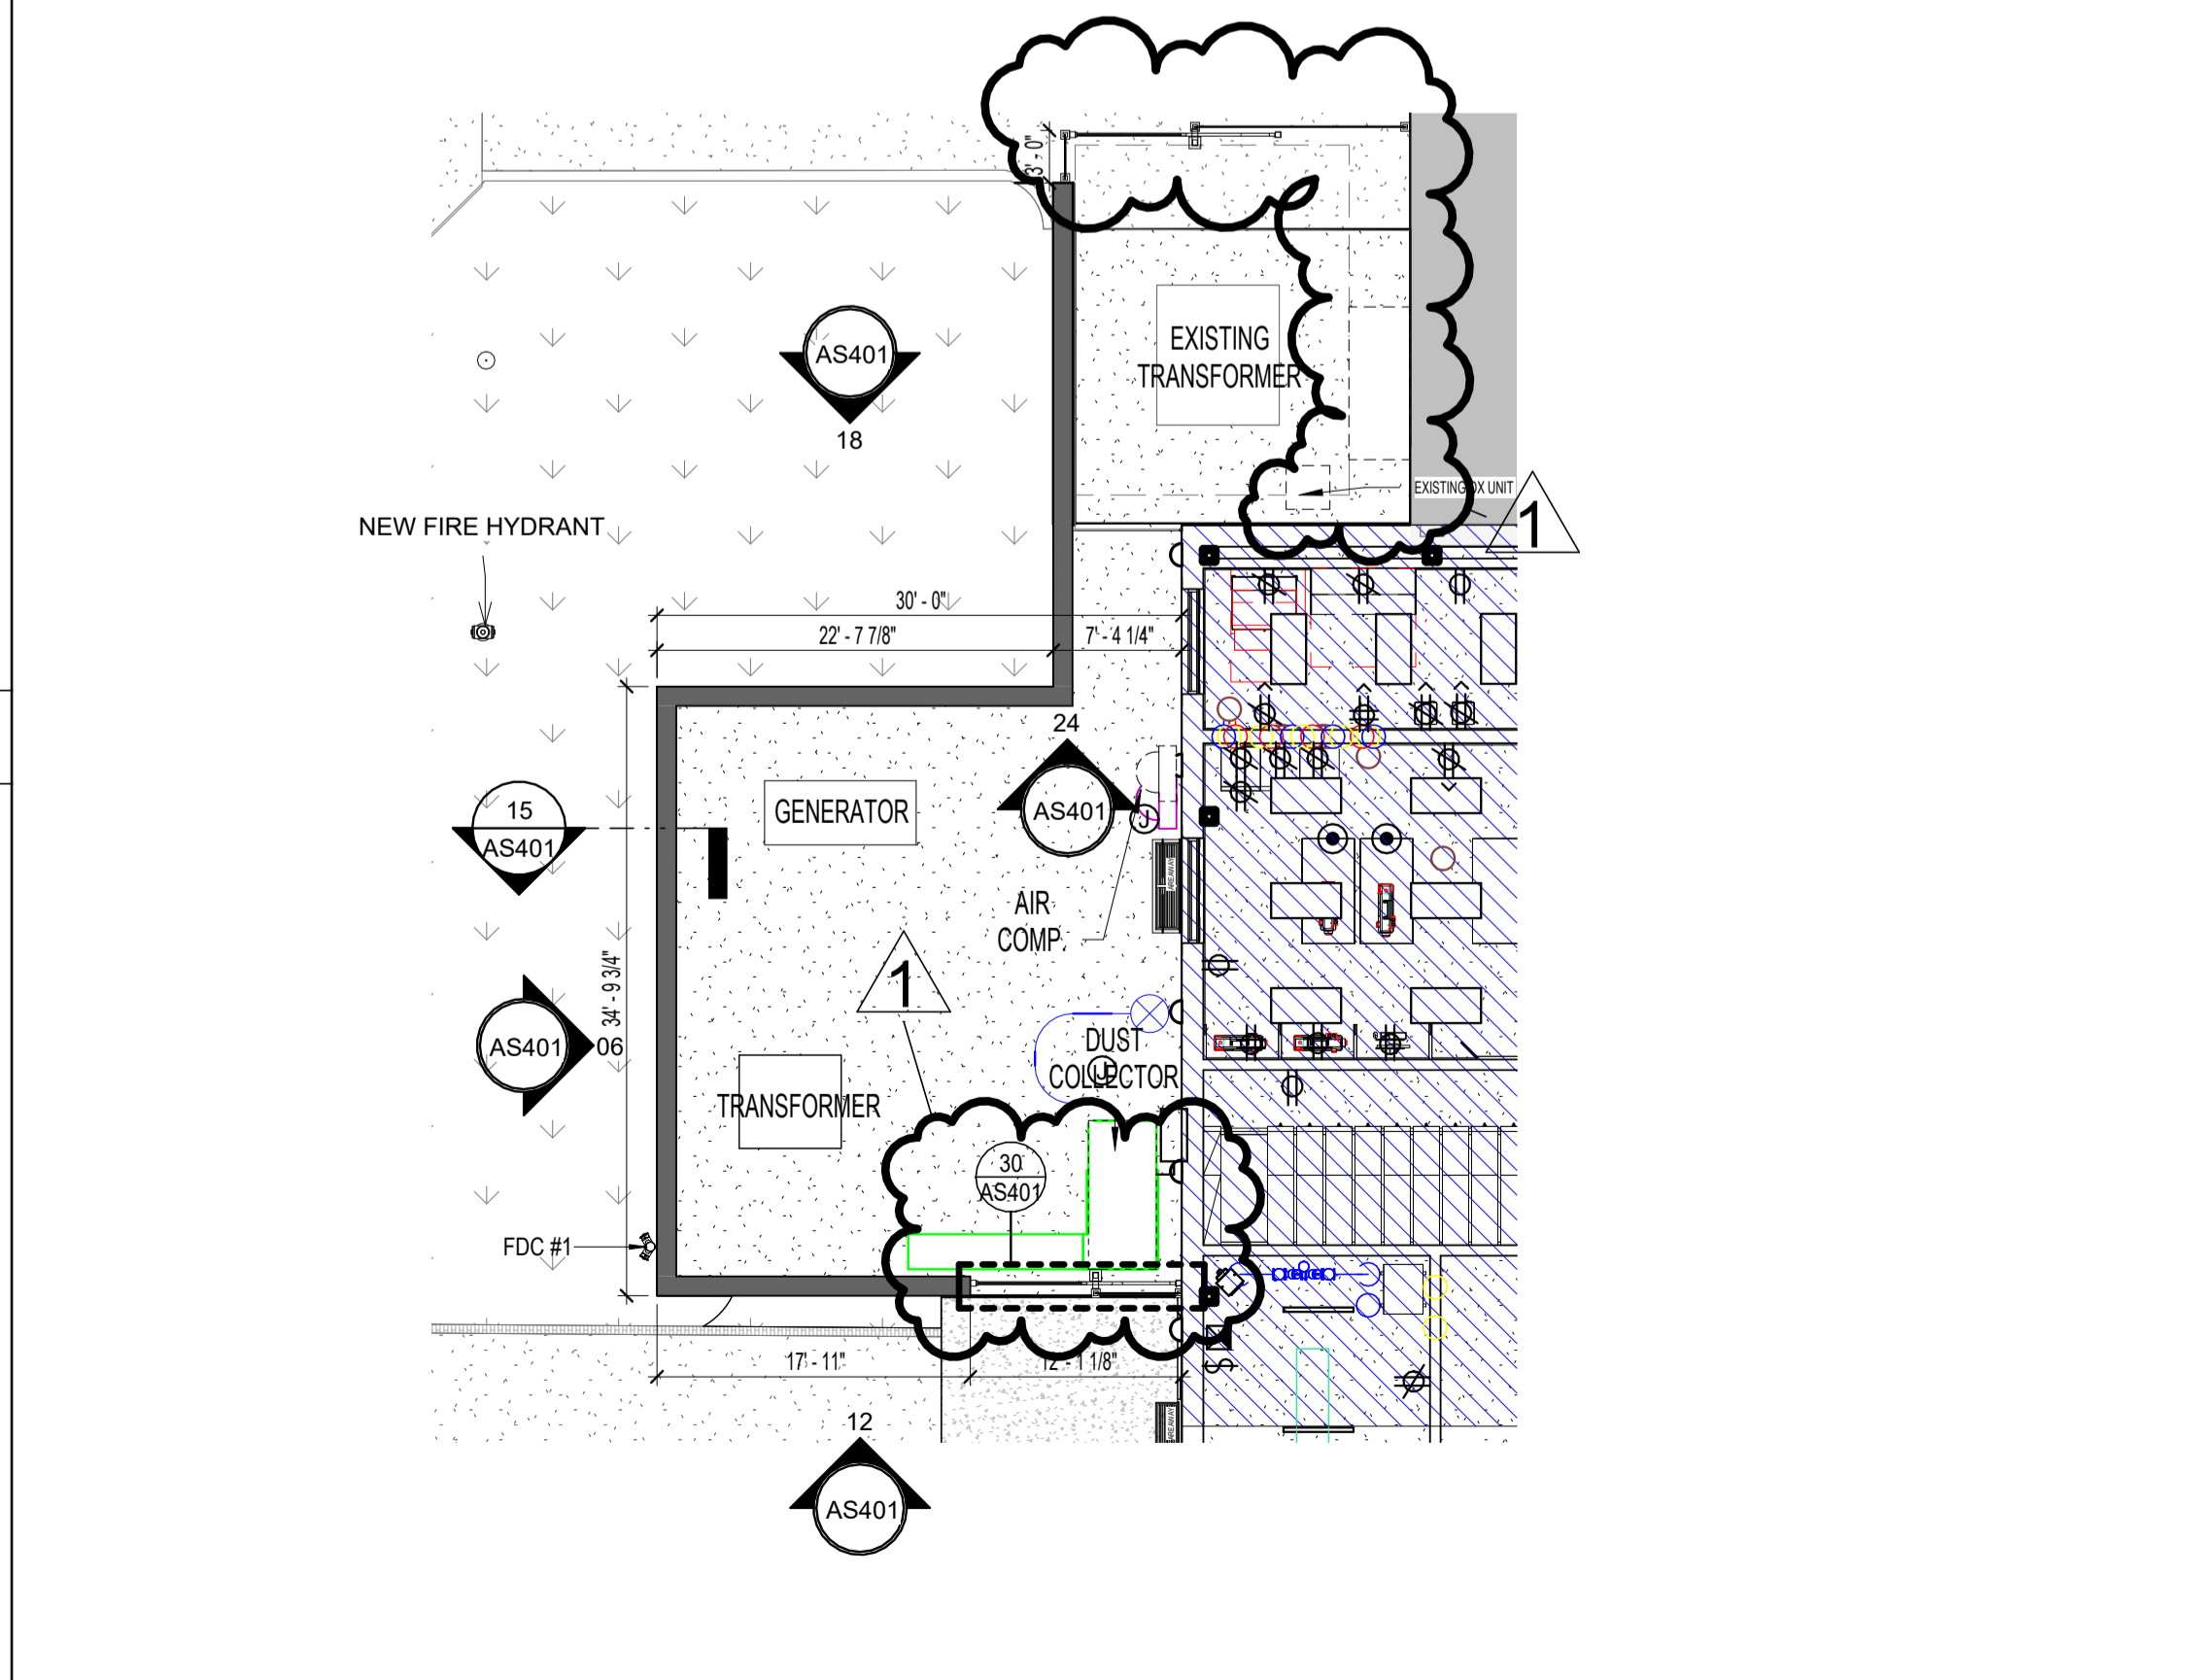 3' - 0"
EXISTING
TRANSFORMER
AS401
18
EXISTING DX UNIT
1
NEW FIRE HYDRANT
30' - 0"
22' - 7 7/8"
7' - 4 1/4"
24
AS401
J
15
AS401
GENERATOR
AREAWAY
AIR
COMP.
1
34' - 9 3/4"
AS401
06
DUST
COLLECTOR
J
TRANSFORMER
30
AS401
FDC #1
17' - 11"
12' - 1 1/8"
AREAWAY
12
AS401